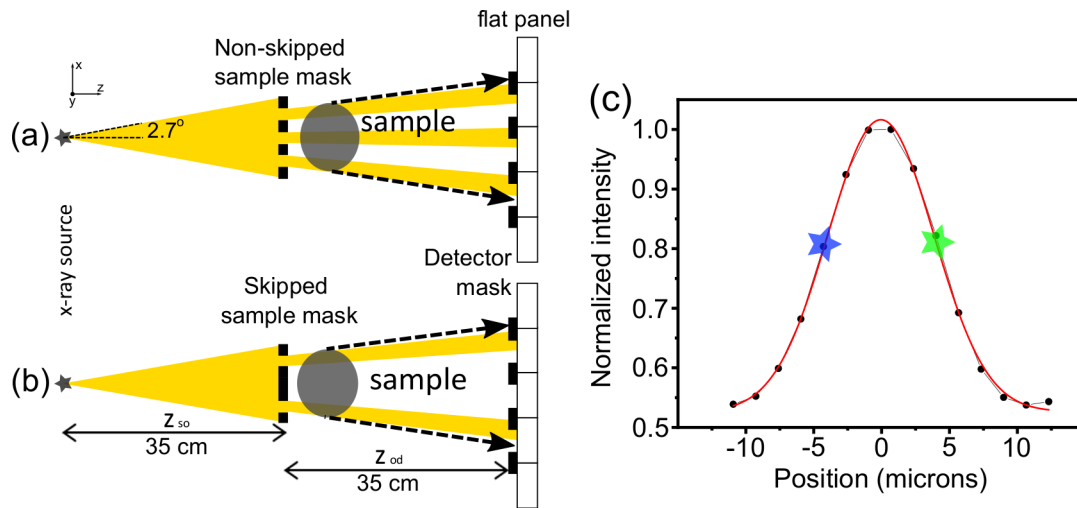 flat panel
Non-skipped
sample mask
x
z
y
(a)
2.7°
sample
x-ray source
Detector
mask
Skipped
sample mask
(b)
sample
z so
35 cm
z od
35 cm
(c)
Normalized intensity
1.0
0.9
0.8
0.7
0.6
0.5
-10
-5
0
5
10
Position (microns)